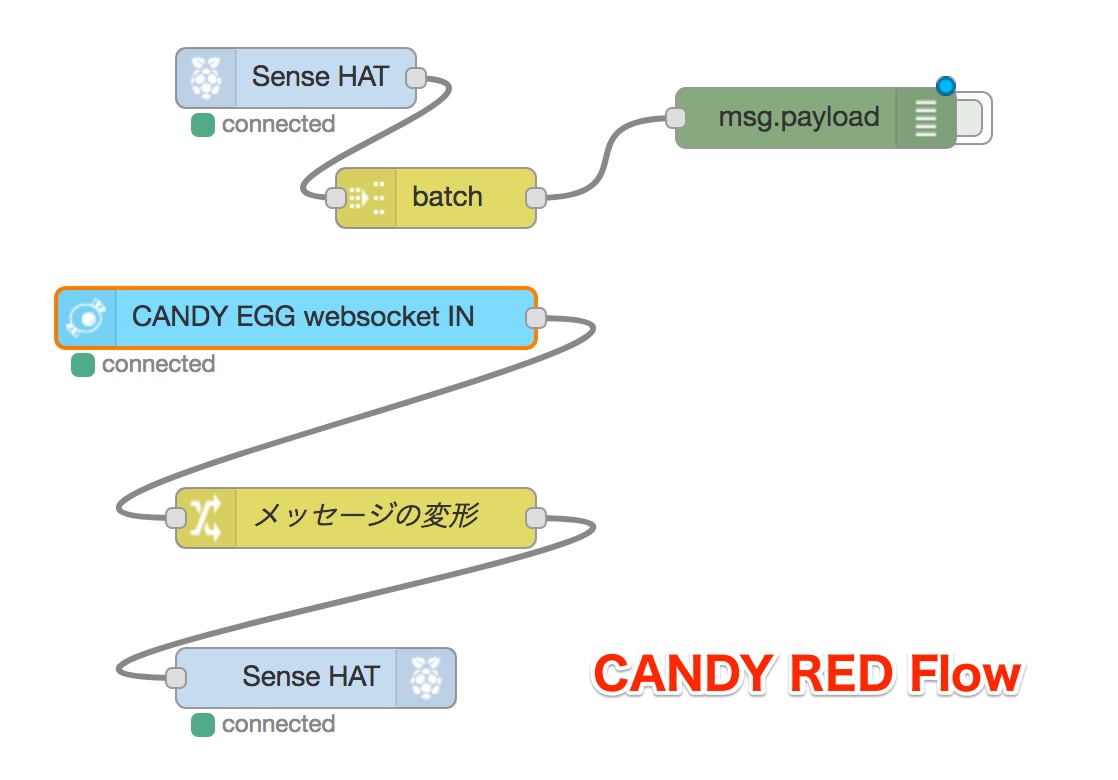 Sense HAT
connected
msg.payload
batch
CANDY EGG websocket IN
connected
メッセージの変形
Sense HAT
connected
CANDY RED Flow